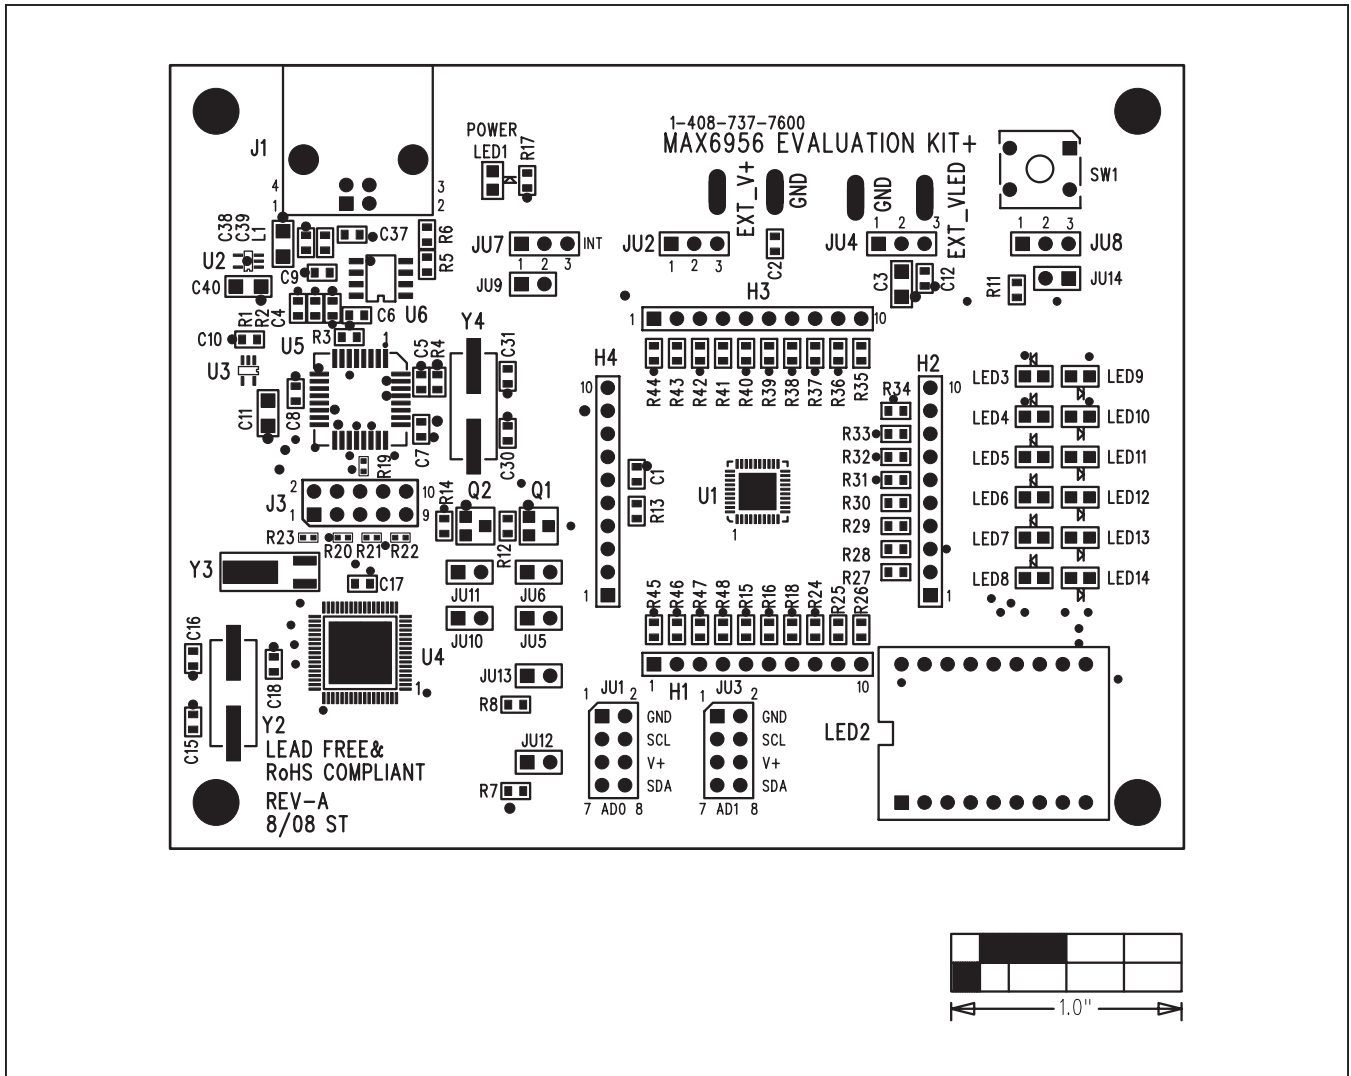 1-408-737-7600
MAX6956 EVALUATION KIT+
POWER
LED1
R17
J1
4
3
1
2
EXT_V+
GND
GND
EXT_VLED
SW1
C38
C39
L1
C37
R6
R5
U2
C9
C40
R1
R2
C4
C6
U6
JU7
INT
1 2 3
JU9
JU2
1 2 3
C2
JU4
1 2 3
C3
C12
1 2 3
JU8
JU14
R11
C10
R3
U5
1
U3
C11
C8
C5
R4
C7
Y4
C31
C30
R19
H3
1
10
R44
R43
R42
R41
R40
R39
R38
R37
R36
R35
H4
10
1
H2
10
1
R34
R33
R32
R31
R30
R29
R28
R27
C1
R13
U1
1
LED3
LED9
LED4
LED10
LED5
LED11
LED6
LED12
LED7
LED13
LED8
LED14
2
10
J3
1
9
R14
Q2
Q1
R12
R23
R20
R21
R22
Y3
C17
JU11
JU6
JU10
JU5
C16
C18
U4
1
C15
Y2
JU13
R8
JU12
R7
R45
R46
R47
R48
R15
R16
R18
R24
R25
R26
1
H1
10
JU1
1
2
GND
SCL
V+
SDA
7 AD0 8
JU3
1
2
GND
SCL
V+
SDA
7 AD1 8
LED2
LEAD FREE&
RoHS COMPLIANT
REV-A
8/08 ST
1.0"